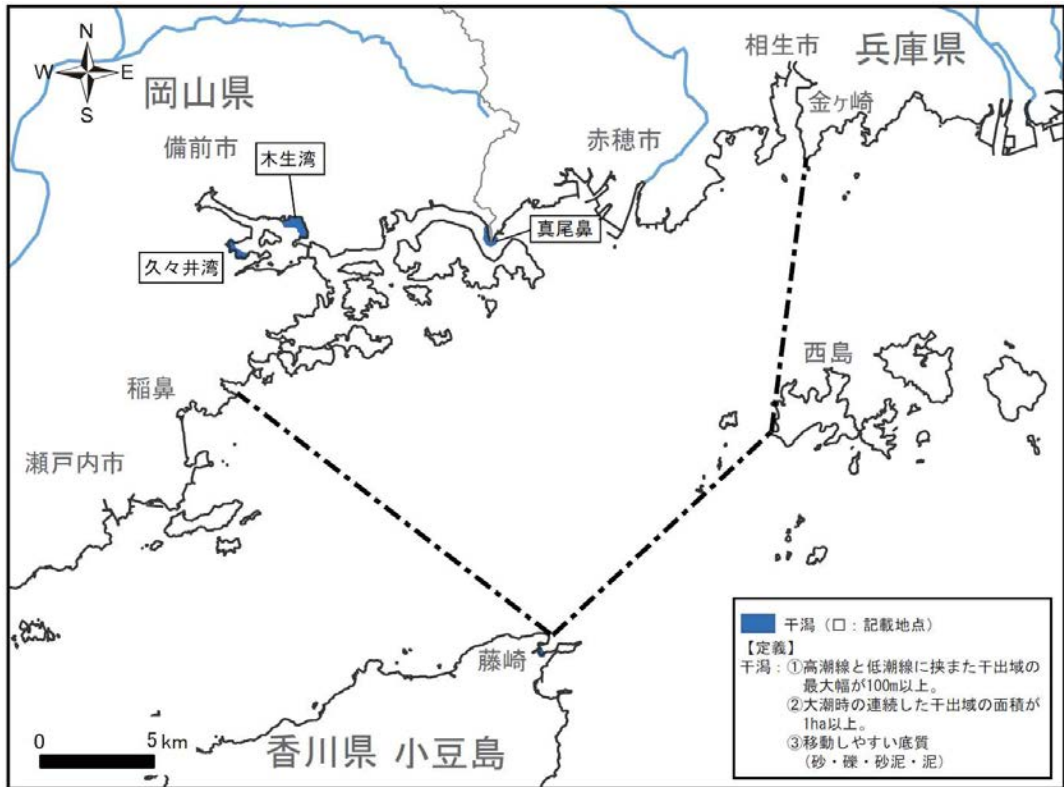 N
W E
S
岡山県
兵庫県
相生市
金ヶ崎
赤穂市
備前市
木生湾
真尾鼻
久々井湾
西島
稲鼻
瀬戸内市
藤崎
香川県 小豆島
0 5 km
干潟（□：記載地点）
【定義】
干潟：①高潮線と低潮線に挟また干出域の
最大幅が100m以上。
②大潮時の連続した干出域の面積が
1ha以上。
③移動しやすい底質
（砂・礫・砂泥・泥）